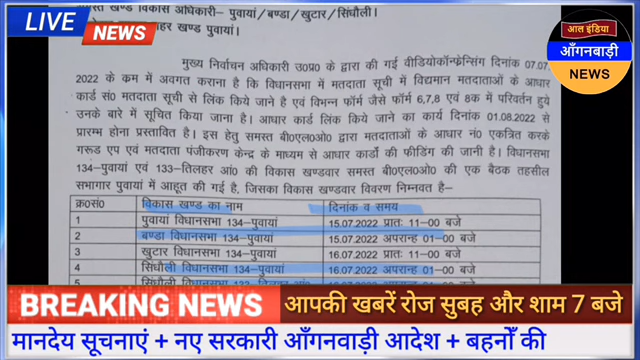 समस्त खण्ड विकास अधिकारी- पुवायां/बण्डा/खुटार/सिंधौली।
खण्ड पुवायां।
LIVE NEWS
आल इंडिया
आँगनबाड़ी
NEWS
मुख्य निर्वाचन अधिकारी उ0प्र0 के द्वारा की गई वीडियोकॉन्फ्रेन्सिंग दिनांक 07.07.
2022 के क्रम में अवगत कराना है कि विधानसभा में मतदाता सूची में विद्यमान मतदाताओं के आधार
कार्ड सं0 मतदाता सूची से लिंक किये जाने है एवं विभन्न फॉर्म जैसे फॉर्म 6,7,8 एवं 8क में परिवर्तन हुये
उनके बारे में सूचित किया जाना है। आधार कार्ड लिंक किये जाने का कार्य दिनांक 01.08.2022 से
प्रारम्भ होना प्रस्तावित है। इस हेतु समस्त बी0एल0ओ0 द्वारा मतदाताओं के आधार नं0 एकत्रित करके
गरूड एप एवं मतदाता पंजीकरण केन्द्र के माध्यम से आधार कार्डो की फीडिंग की जानी है। विधानसभा
134-पुवायां एवं 133-तिलहर आं0 की विकास खण्डवार समस्त बी0एल0ओ0 की एक बैठक तहसील
सभागार पुवायां में आहूत की गई है, जिसका विकास खण्डवार विवरण निम्नवत है-
क्र0सं0 विकास खण्ड का नाम दिनांक व समय
1 पुवायां विधानसभा 134-पुवायां 15.07.2022 प्रातः 11-00 बजे
2 बण्डा विधानसभा 134-पुवायां 15.07.2022 अपरान्ह 01-00 बजे
3 खुटार विधानसभा 134-पुवायां 16.07.2022 प्रातः 11-00 बजे
4 सिंधौली विधानसभा 134-पुवायां 16.07.2022 अपरान्ह 01-00 बजे
5 सिंधौली विधानसभा 133-तिलहर आं0
BREAKING NEWS आपकी खबरें रोज सुबह और शाम 7 बजे
मानदेय सूचनाएं + नए सरकारी आँगनवाड़ी आदेश + बहनोँ की